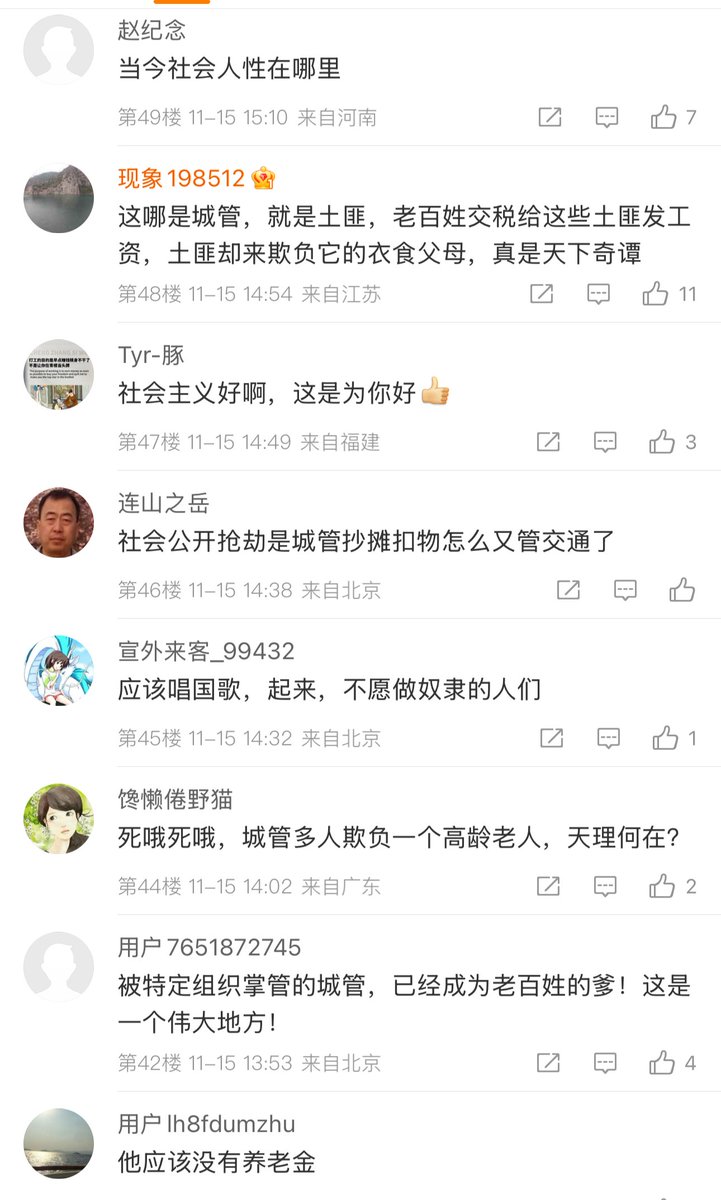 赵纪念
当今社会人性在哪里
第49楼 11-15 15:10 来自河南
7
现象198512
这哪是城管，就是土匪，老百姓交税给这些土匪发工
资，土匪却来欺负它的衣食父母，真是天下奇谭
第48楼 11-15 14:54 来自江苏
11
Tyr-豚
社会主义好啊，这是为你好👍
第47楼 11-15 14:49 来自福建
3
连山之岳
社会公开抢劫是城管抄摊扣物怎么又管交通了
第46楼 11-15 14:38 来自北京
宣外来客_99432
应该唱国歌，起来，不愿做奴隶的人们
第45楼 11-15 14:32 来自北京
1
馋懒倦野猫
死哦死哦，城管多人欺负一个高龄老人，天理何在？
第44楼 11-15 14:02 来自广东
2
用户7651872745
被特定组织掌管的城管，已经成为老百姓的爹！这是
一个伟大地方！
第42楼 11-15 13:53 来自北京
4
用户lh8fdumzhu
他应该没有养老金